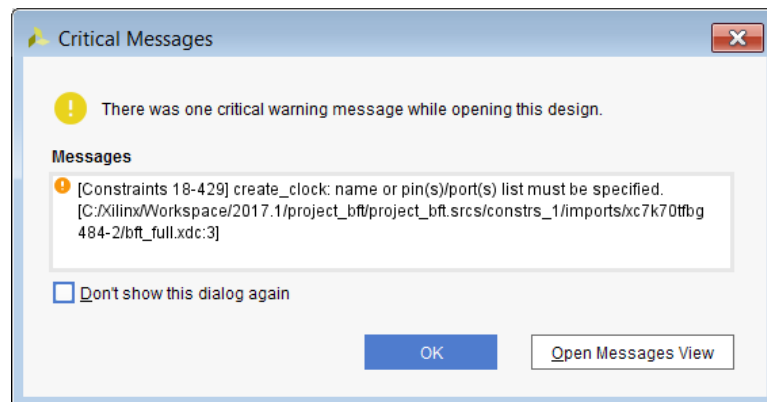 Critical Messages
There was one critical warning message while opening this design.
Messages
[Constraints 18-429] create_clock: name or pin(s)/port(s) list must be specified.
[C:/Xilinx/Workspace/2017.1/project_bft/project_bft.srcs/constrs_1/imports/xc7k70tfbg
484-2/bft_full.xdc:3]
Don't show this dialog again
OK
Open Messages View